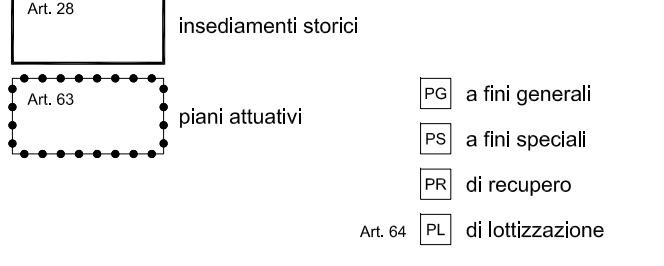 Art. 28
insediamenti storici
Art. 63
piani attuativi
PG a fini generali
PS a fini speciali
PR di recupero
Art. 64 PL di lottizzazione